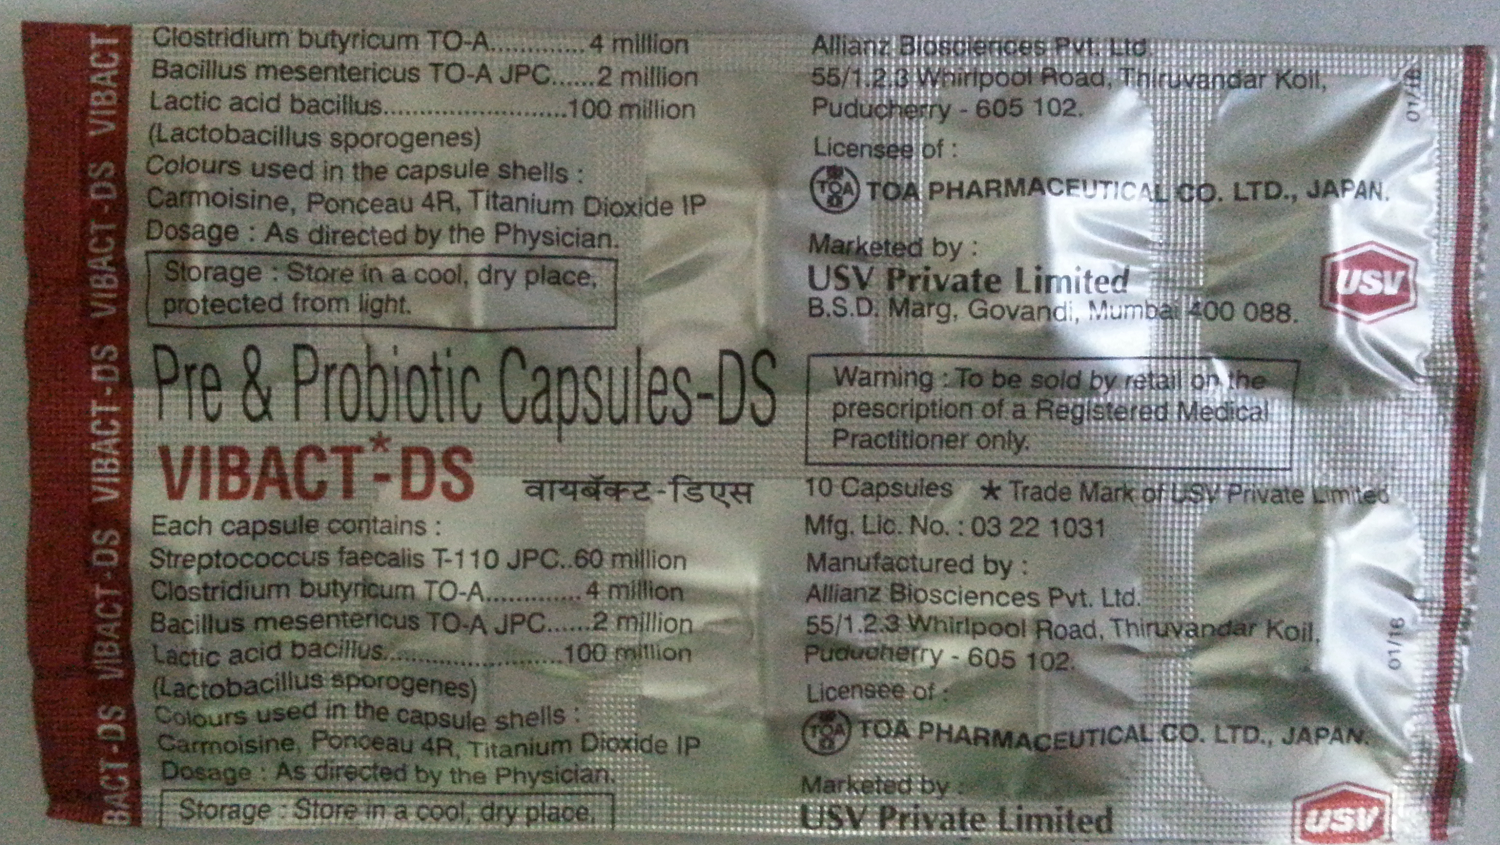 VIBACT-DS VIBACT-DS VIBACT-DS VIBACT-DS VIBACT
Clostridium butyricum TO-A.............4 million
Bacillus mesentericus TO-A JPC......2 million
Lactic acid bacillus..........................100 million
(Lactobacillus sporogenes)
Colours used in the capsule shells :
Carmoisine, Ponceau 4R, Titanium Dioxide IP
Dosage : As directed by the Physician.
Storage : Store in a cool, dry place,
protected from light.
Pre & Probiotic Capsules-DS
VIBACT*-DS वायबॅक्ट-डिएस
Each capsule contains :
Streptococcus faecalis T-110 JPC..60 million
Clostridium butyricum TO-A.............4 million
Bacillus mesentericus TO-A JPC......2 million
Lactic acid bacillus..........................100 million
(Lactobacillus sporogenes)
Colours used in the capsule shells :
Carmoisine, Ponceau 4R, Titanium Dioxide IP
Dosage : As directed by the Physician.
Storage : Store in a cool, dry place,
Allianz Biosciences Pvt. Ltd.
55/1.2.3 Whirlpool Road, Thiruvandar Koil,
Puducherry - 605 102.
Licensee of :
TOA TOA PHARMACEUTICAL CO. LTD., JAPAN.
Marketed by :
USV Private Limited
B.S.D. Marg, Govandi, Mumbai 400 088.
USV
Warning : To be sold by retail on the
prescription of a Registered Medical
Practitioner only.
10 Capsules * Trade Mark of USV Private Limited
Mfg. Lic. No. : 03 22 1031
Manufactured by :
Allianz Biosciences Pvt. Ltd.
55/1.2.3 Whirlpool Road, Thiruvandar Koil,
Puducherry - 605 102.
Licensee of :
TOA TOA PHARMACEUTICAL CO. LTD., JAPAN.
Marketed by :
USV Private Limited
USV
01/16
01/16